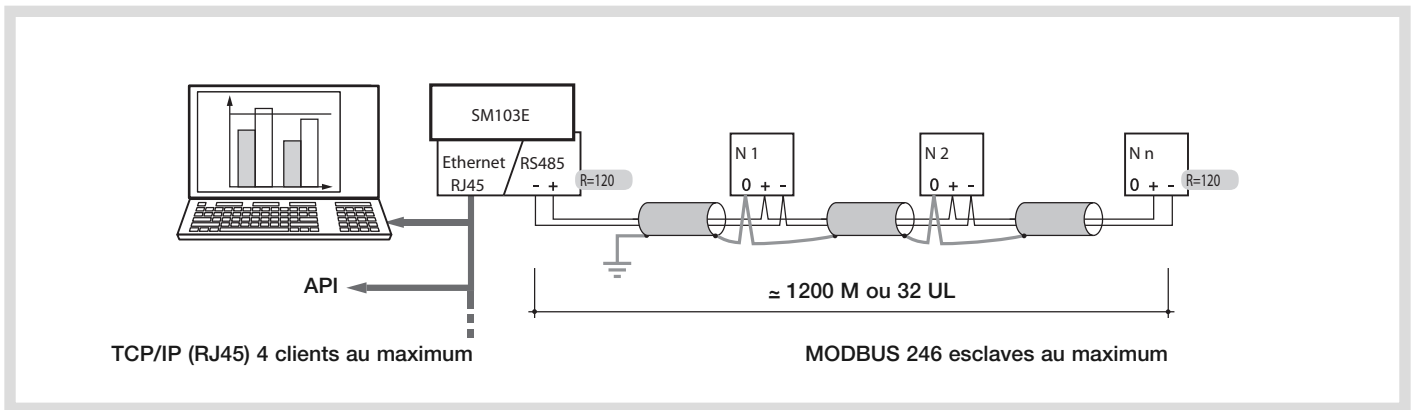 SM103E
Ethernet RJ45
RS485
- +
R=120
N 1
0 + -
N 2
0 + -
N n
0 + -
R=120
API
≃ 1200 M ou 32 UL
TCP/IP (RJ45) 4 clients au maximum
MODBUS 246 esclaves au maximum